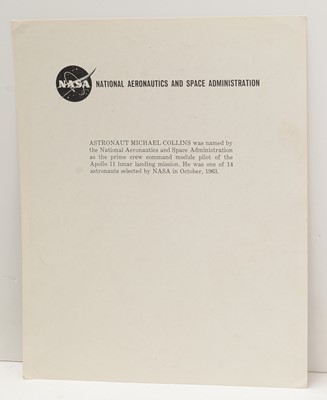 NASA NATIONAL AERONAUTICS AND SPACE ADMINISTRATION
ASTRONAUT MICHAEL COLLINS was named by
the National Aeronautics and Space Administration
as the prime crew command module pilot of the
Apollo 11 lunar landing mission. He was one of 14
astronauts selected by NASA in October, 1963.